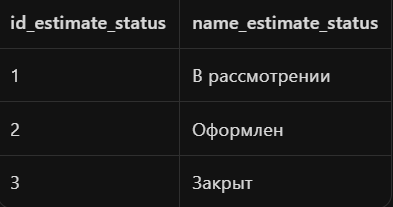 id_estimate_status name_estimate_status
1 В рассмотрении
2 Оформлен
3 Закрыт